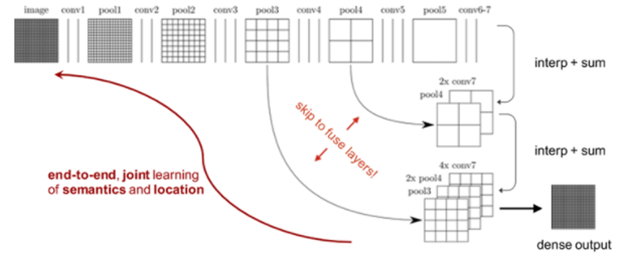 image conv1 pool1 conv2 pool2 conv3 pool3 conv4 pool4 conv5 pool5 conv6-7
interp + sum
2x conv7
pool4
skip to fuse layers!
interp + sum
end-to-end, joint learning
of semantics and location
4x conv7
2x pool4
pool3
dense output